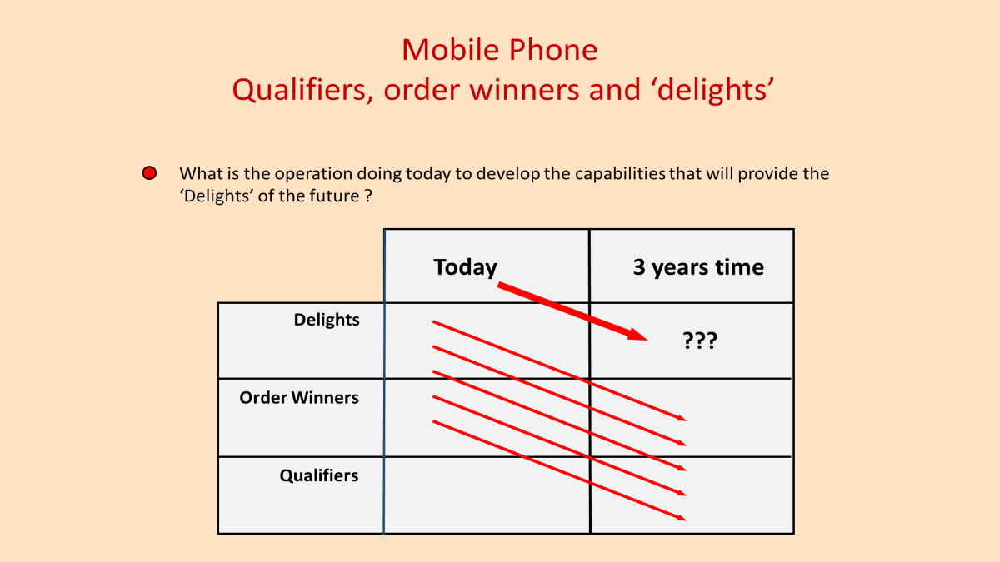 Mobile Phone
Qualifiers, order winners and ‘delights’
What is the operation doing today to develop the capabilities that will provide the
‘Delights’ of the future ?
Today
3 years time
Delights
???
Order Winners
Qualifiers